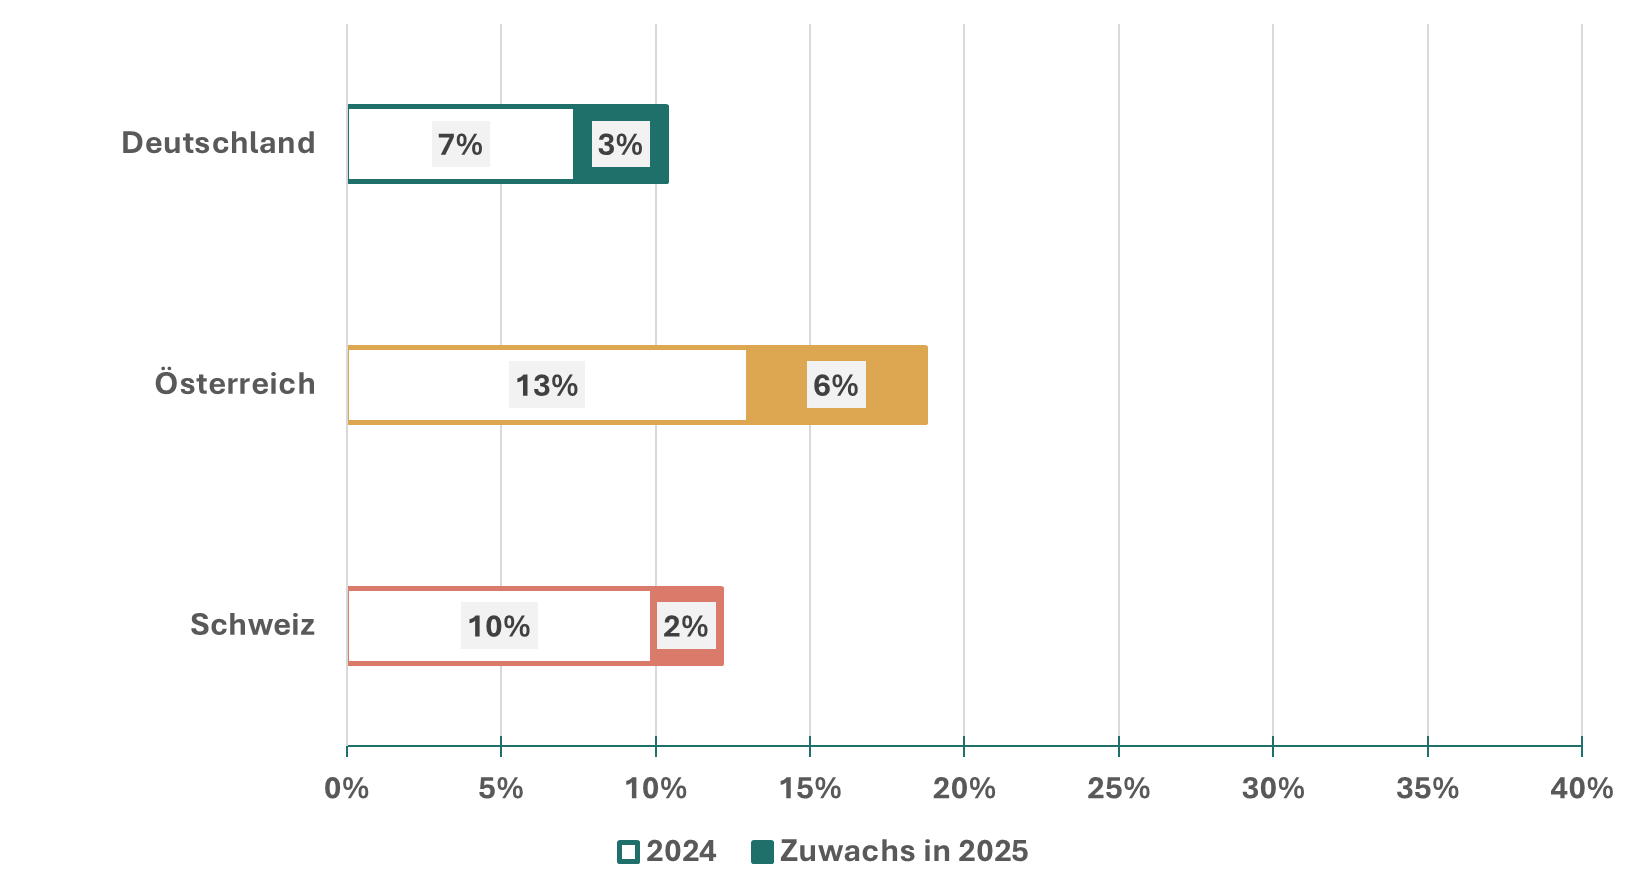 Deutschland
7% 3%
Österreich
13% 6%
Schweiz
10% 2%
0% 5% 10% 15% 20% 25% 30% 35% 40%
2024 Zuwachs in 2025